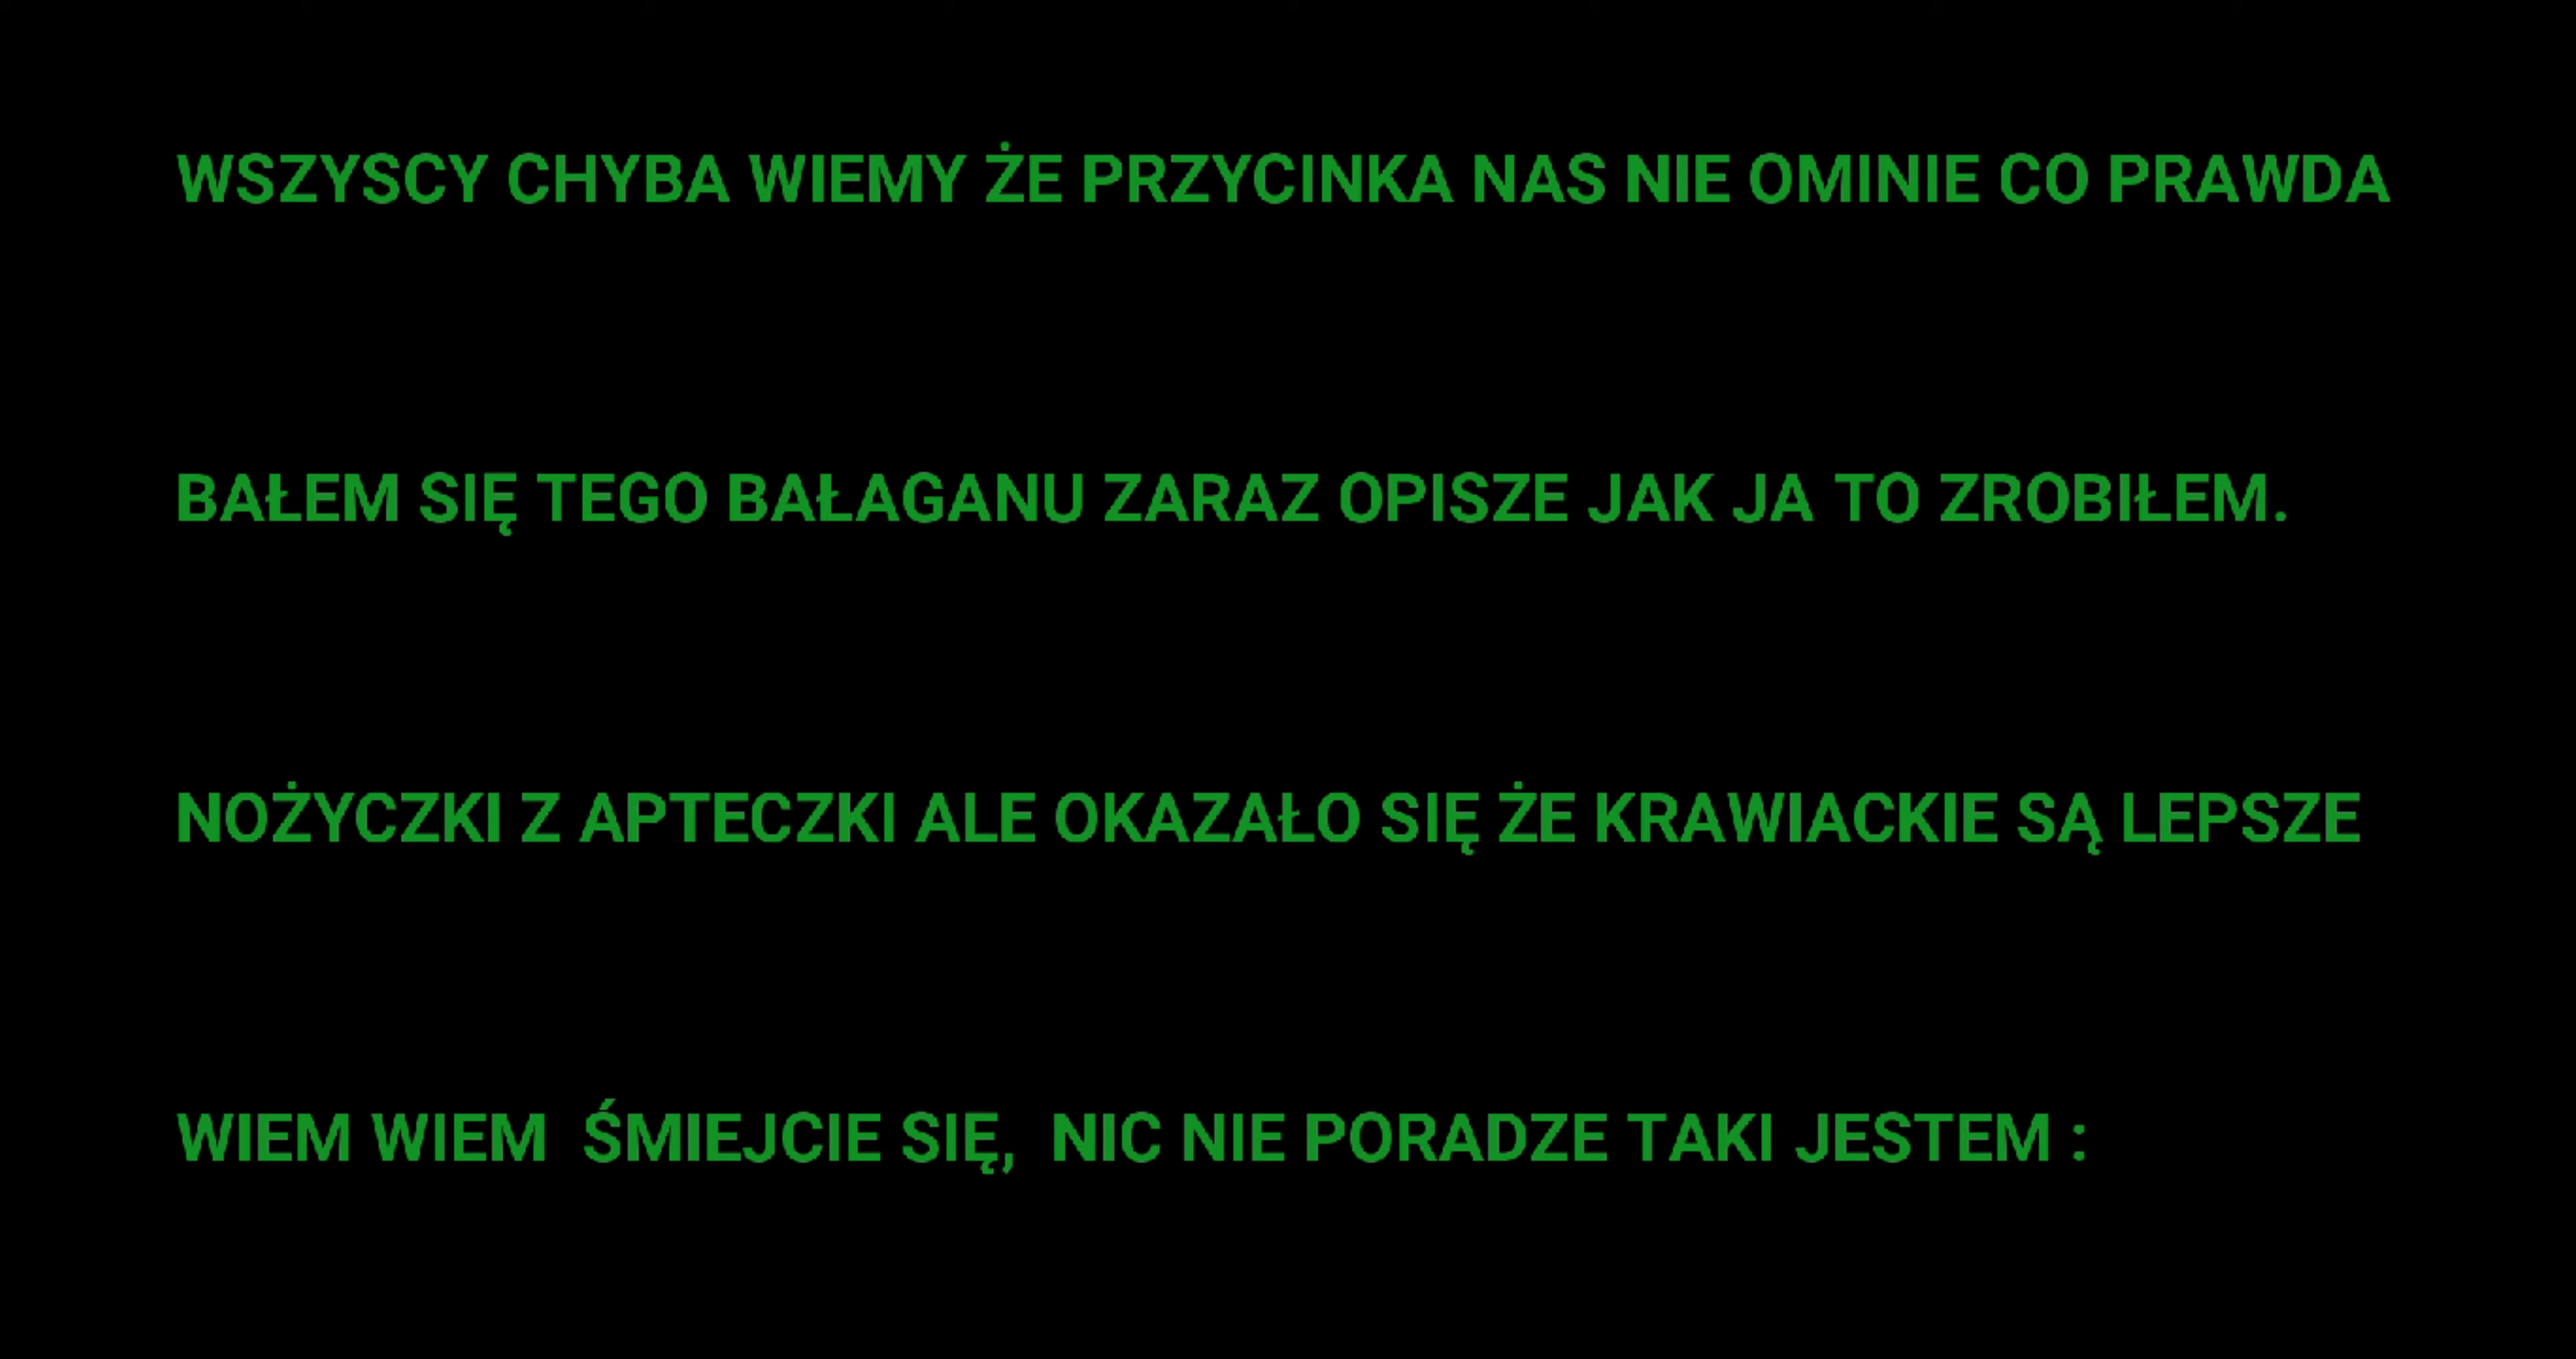 WSZYSCY CHYBA WIEMY ŻE PRZYCINKA NAS NIE OMINIE CO PRAWDA
BAŁEM SIĘ TEGO BAŁAGANU ZARAZ OPISZE JAK JA TO ZROBIŁEM.
NOŻYCZKI Z APTECZKI ALE OKAZAŁO SIĘ ŻE KRAWIACKIE SĄ LEPSZE
WIEM WIEM  ŚMIEJCIE SIĘ,  NIC NIE PORADZE TAKI JESTEM :